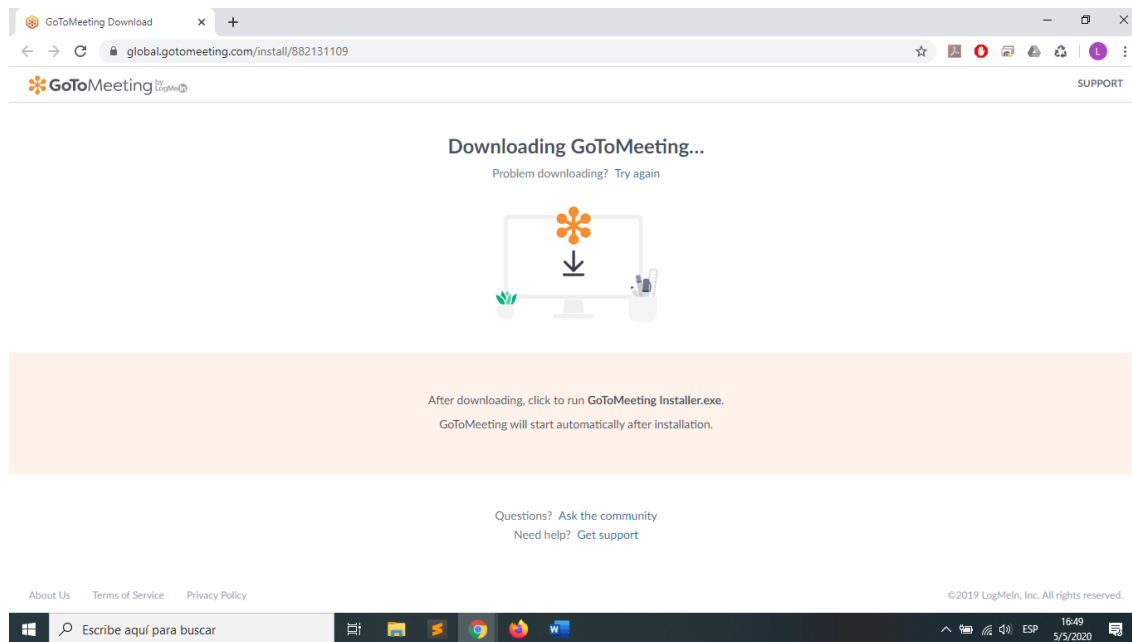 GoToMeeting Download
global.gotomeeting.com/install/882131109
L
GoToMeeting by LogMeIn
SUPPORT
Downloading GoToMeeting...
Problem downloading? Try again
After downloading, click to run GoToMeeting Installer.exe.
GoToMeeting will start automatically after installation.
Questions? Ask the community
Need help? Get support
About Us Terms of Service Privacy Policy
©2019 LogMeIn, Inc. All rights reserved.
Escribe aquí para buscar
ESP
16:49
5/5/2020